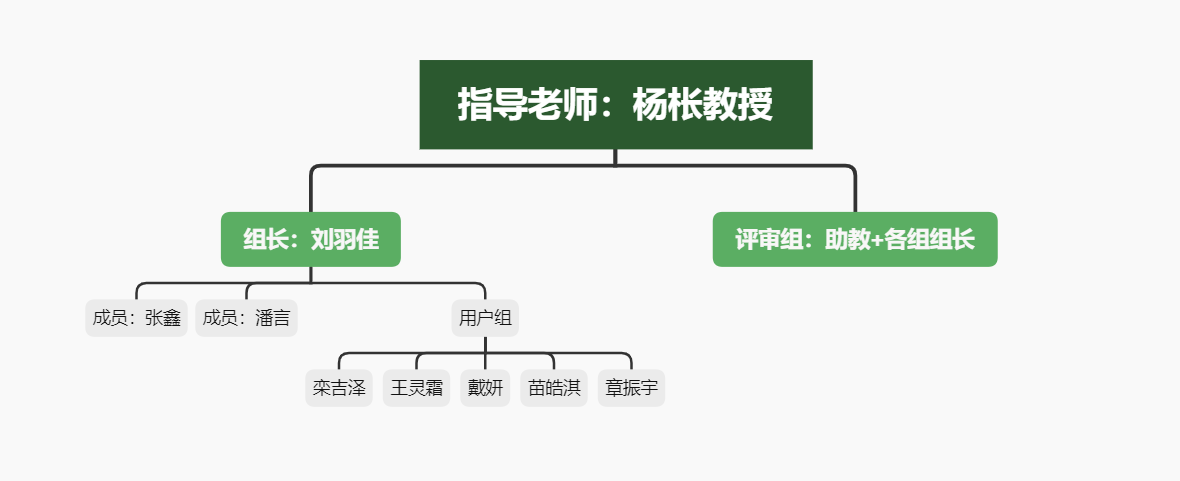 指导老师：杨枨教授
组长：刘羽佳
评审组：助教+各组组长
成员：张鑫
成员：潘言
用户组
栾吉泽
王灵霜
戴妍
苗皓淇
章振宇